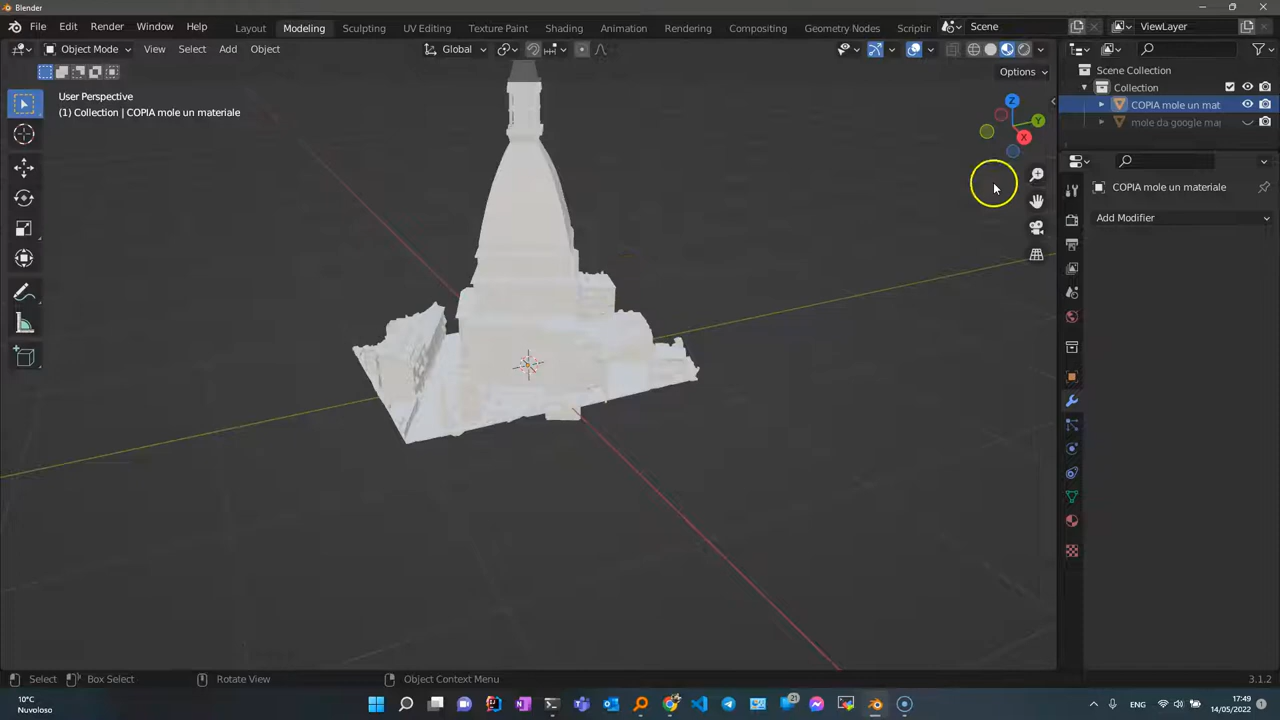 Blender
File Edit Render Window Help Layout Modeling Sculpting UV Editing Texture Paint Shading Animation Rendering Compositing Geometry Nodes Scriptin Scene ViewLayer
Object Mode View Select Add Object Global
Options
User Perspective
(1) Collection | COPIA mole un materiale
X
Y
Z
Scene Collection
Collection
COPIA mole un mat
mole da google ma
COPIA mole un materiale
Add Modifier
Select Box Select Rotate View Object Context Menu 3.1.2
10°C
Nuvoloso
21
ENG
17:49
14/05/2022